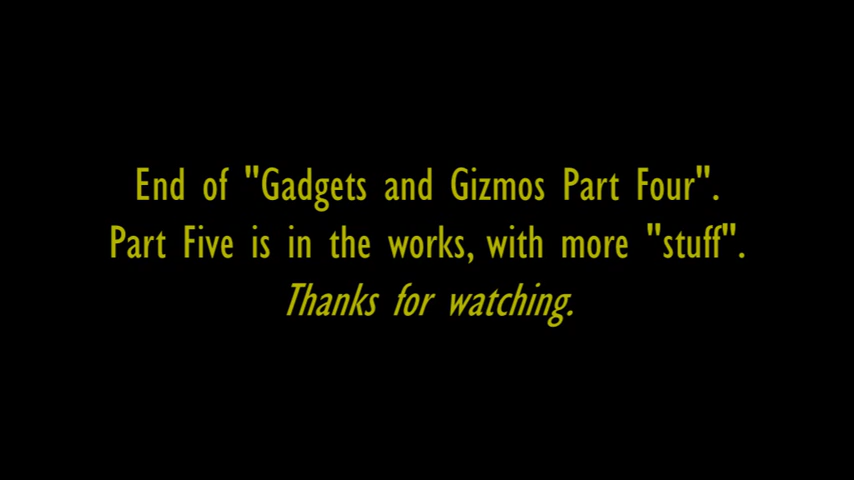 End of "Gadgets and Gizmos Part Four".
Part Five is in the works, with more "stuff".
Thanks for watching.